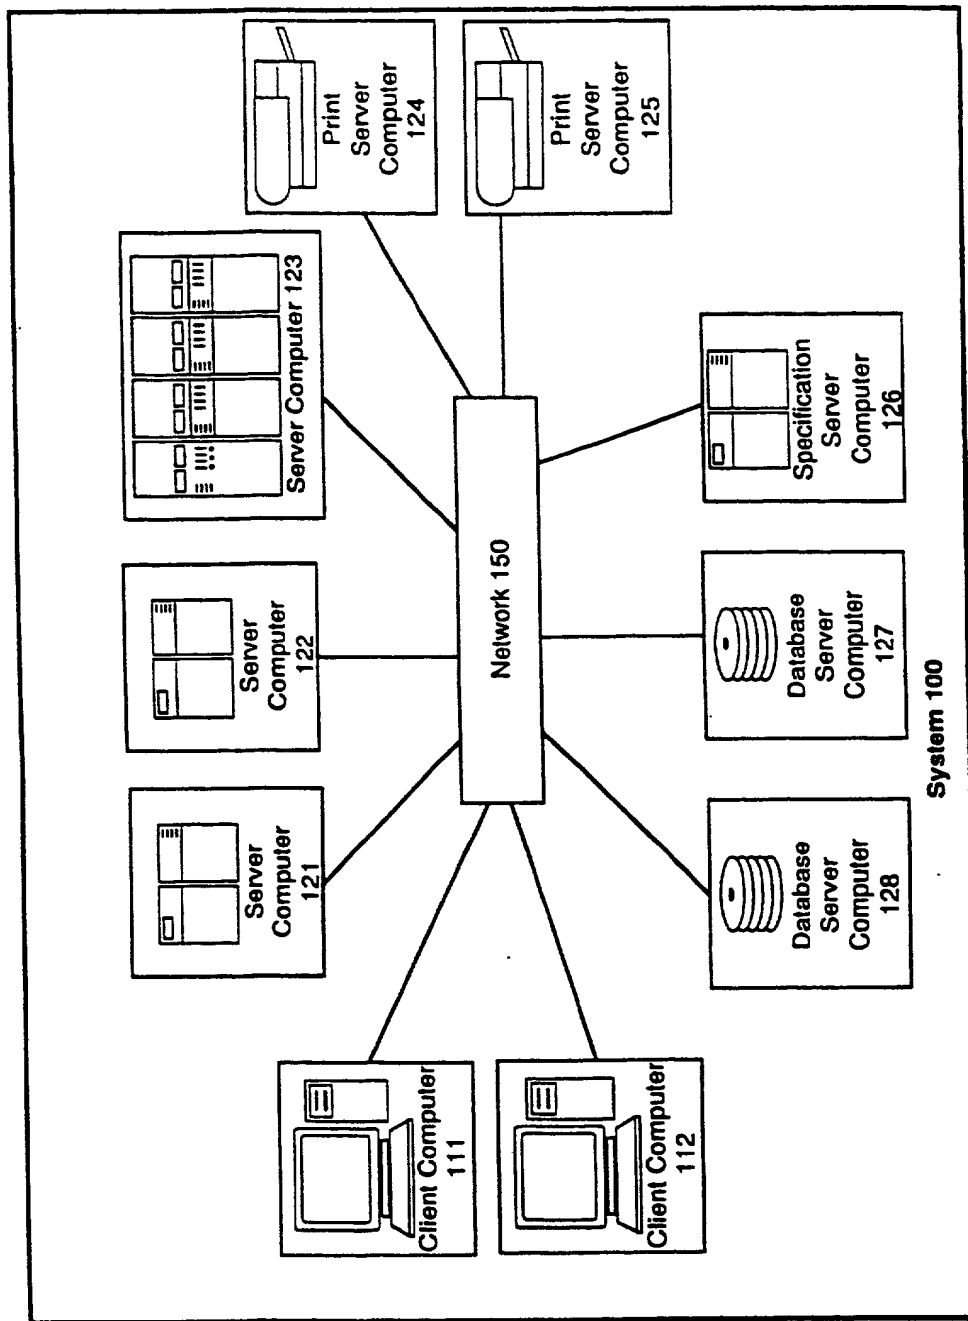 Server
Computer
121
Server
Computer
122
Server Computer 123
Print
Server
Computer
124
Client Computer
111
Print
Server
Computer
125
Network 150
Client Computer
112
Database
Server
Computer
128
Database
Server
Computer
127
Specification
Server
Computer
126
System 100